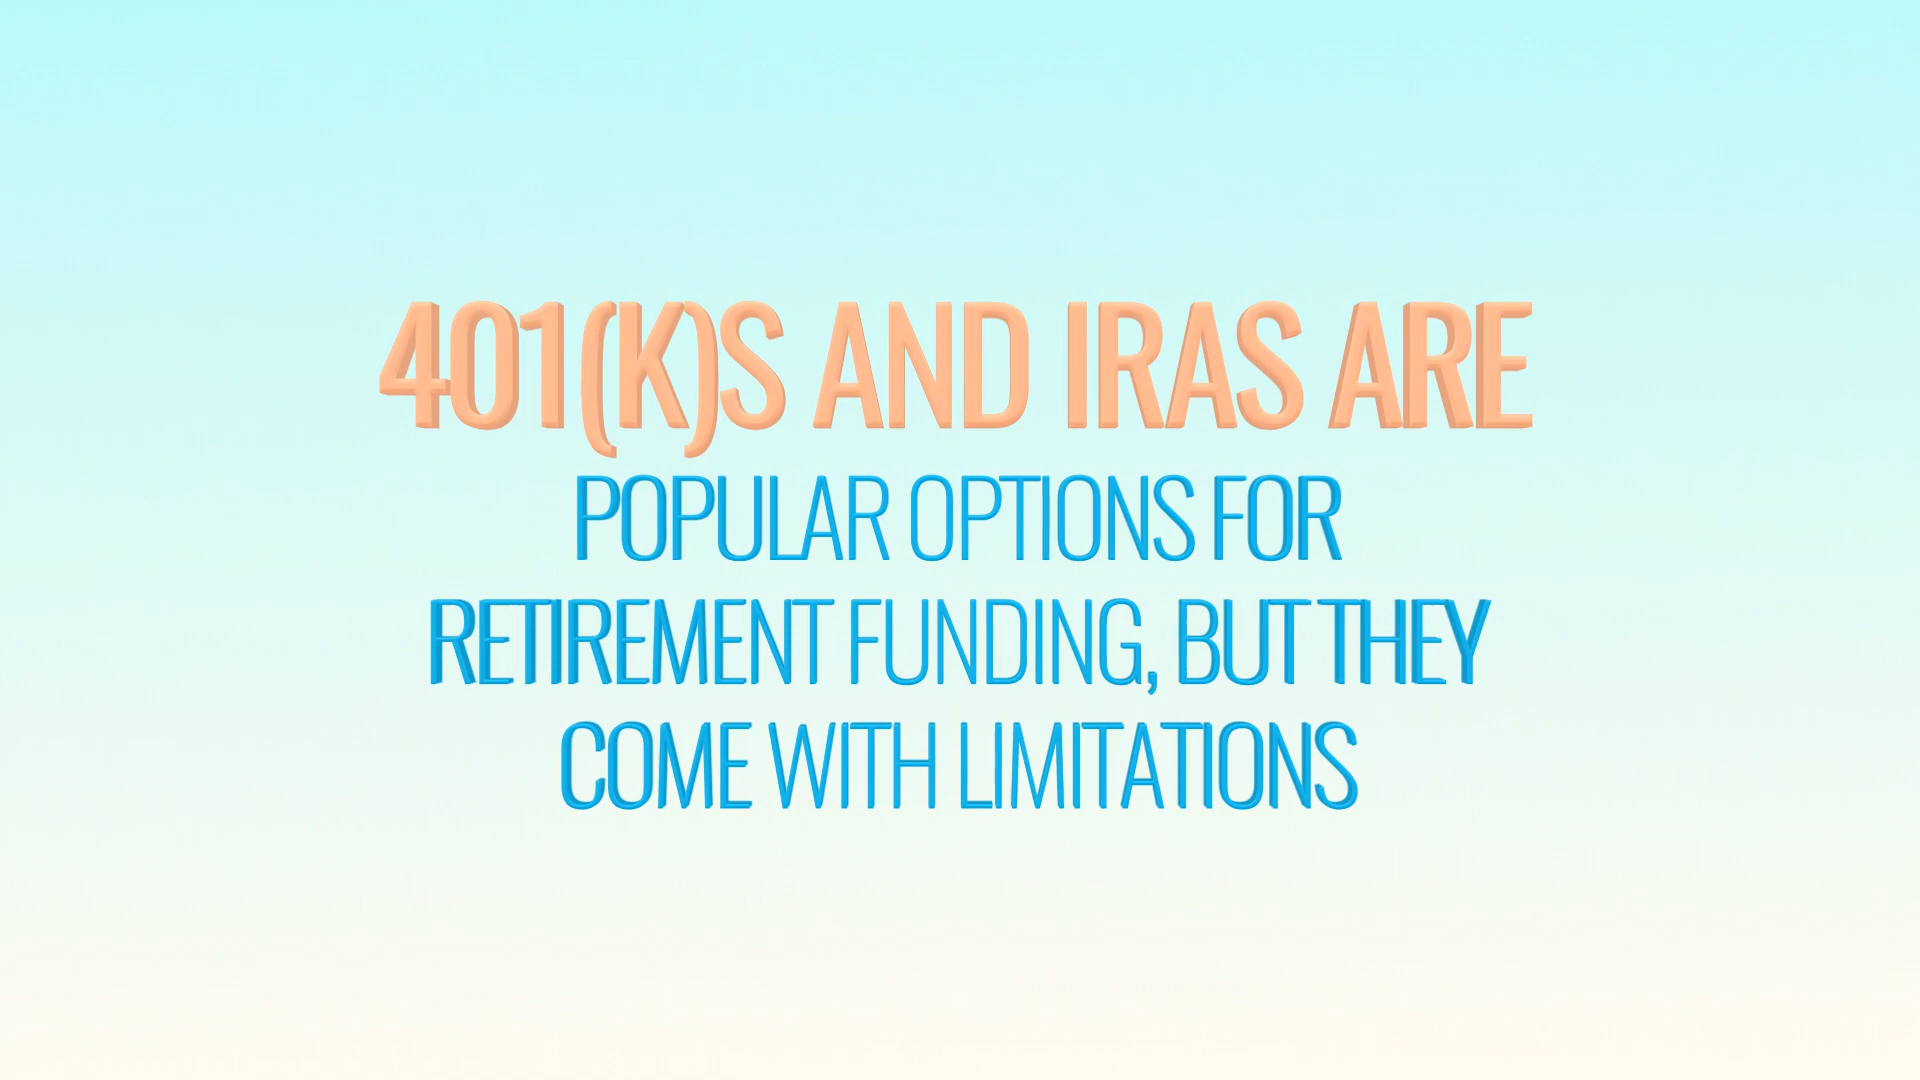 401(K)S AND IRAS ARE
POPULAR OPTIONS FOR
RETIREMENT FUNDING, BUT THEY
COME WITH LIMITATIONS